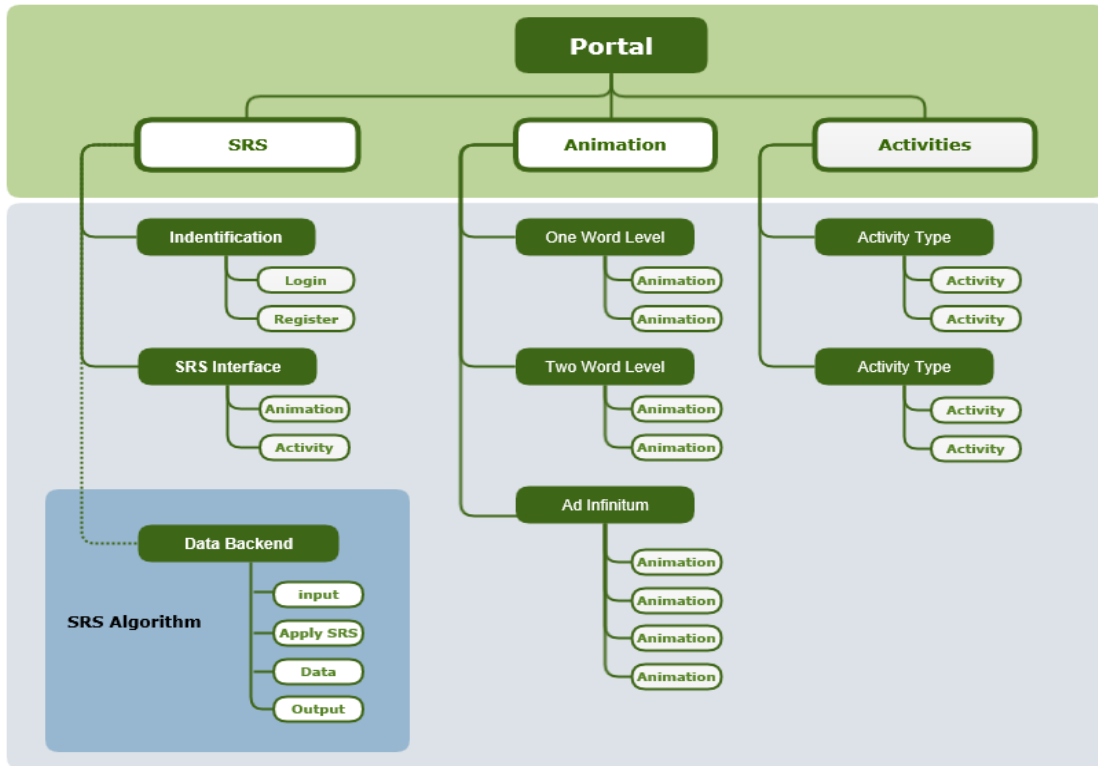 Portal
SRS
Animation
Activities
Indentification
Login
Register
SRS Interface
Animation
Activity
Data Backend
SRS Algorithm
input
Apply SRS
Data
Output
One Word Level
Animation
Animation
Two Word Level
Animation
Animation
Ad Infinitum
Animation
Animation
Animation
Animation
Activity Type
Activity
Activity
Activity Type
Activity
Activity